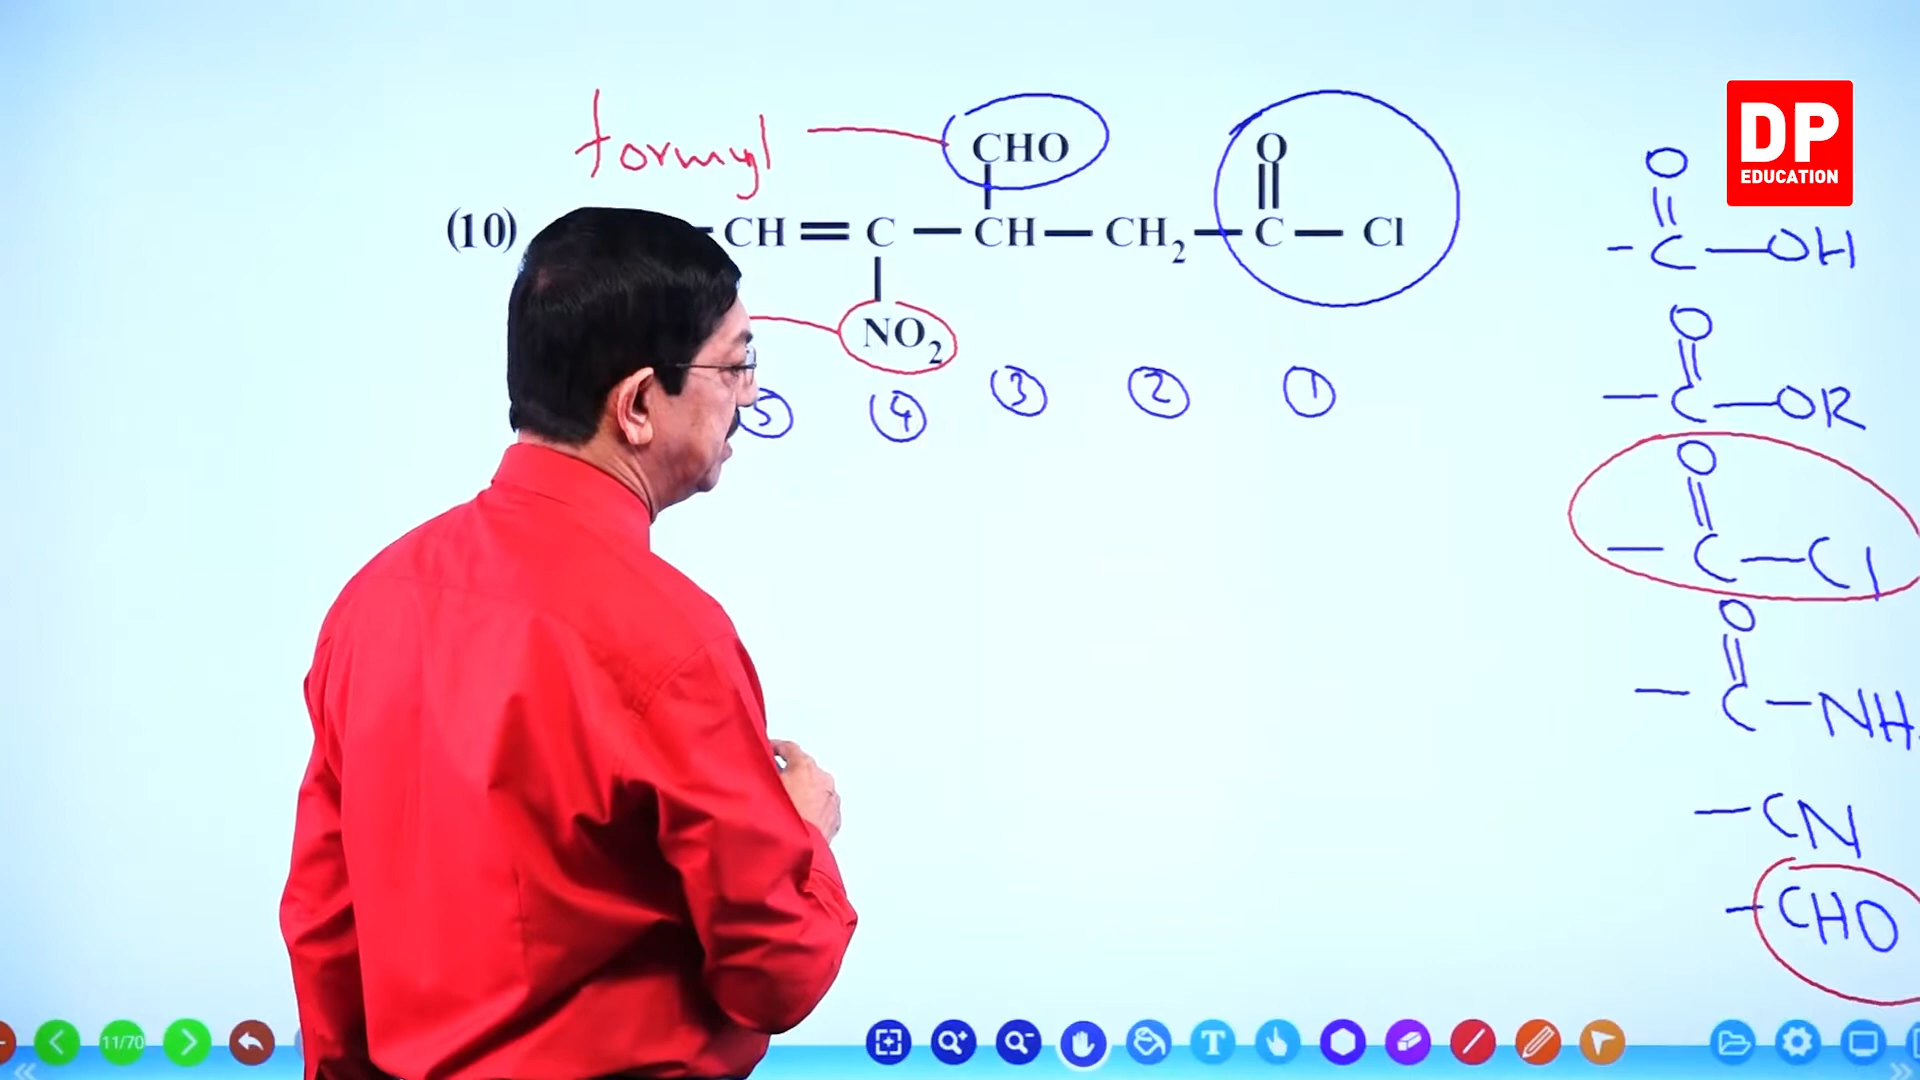 DP
EDUCATION
formyl
CHO
O
(10)
CH = C — CH — CH₂ — C — Cl
NO₂
5 4 3 2 1
O
- C — OH
O
— C — OR
O
— C — Cl
O
— C — NH
— CN
- CHO
11/70
T